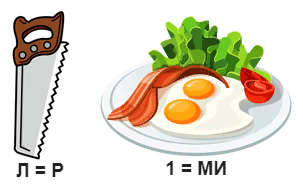 Л = Р
1 = МИ